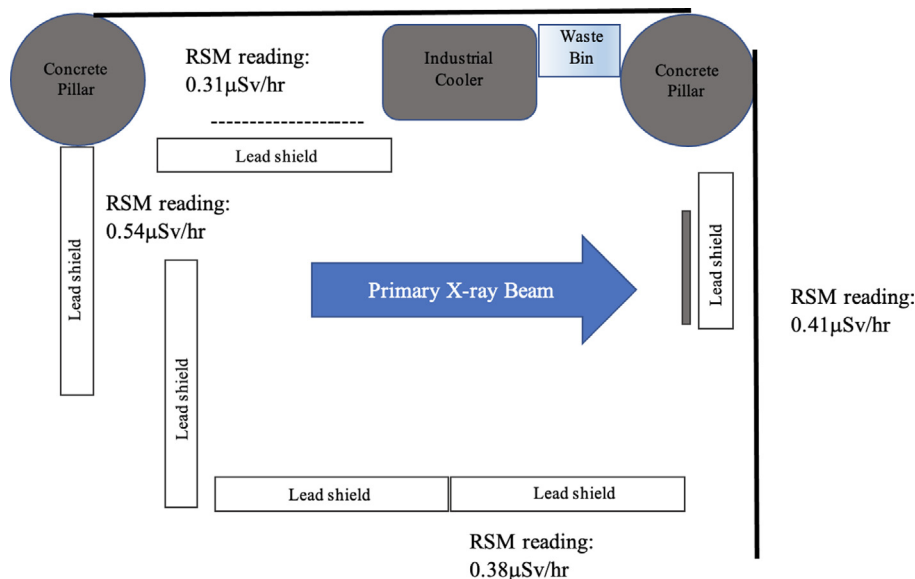 Concrete
Pillar
RSM reading:
0.31μSv/hr
Industrial
Cooler
Waste
Bin
Concrete
Pillar
Lead shield
RSM reading:
0.54μSv/hr
Lead shield
Lead shield
Primary X-ray Beam
Lead shield
RSM reading:
0.41μSv/hr
Lead shield
Lead shield
RSM reading:
0.38μSv/hr